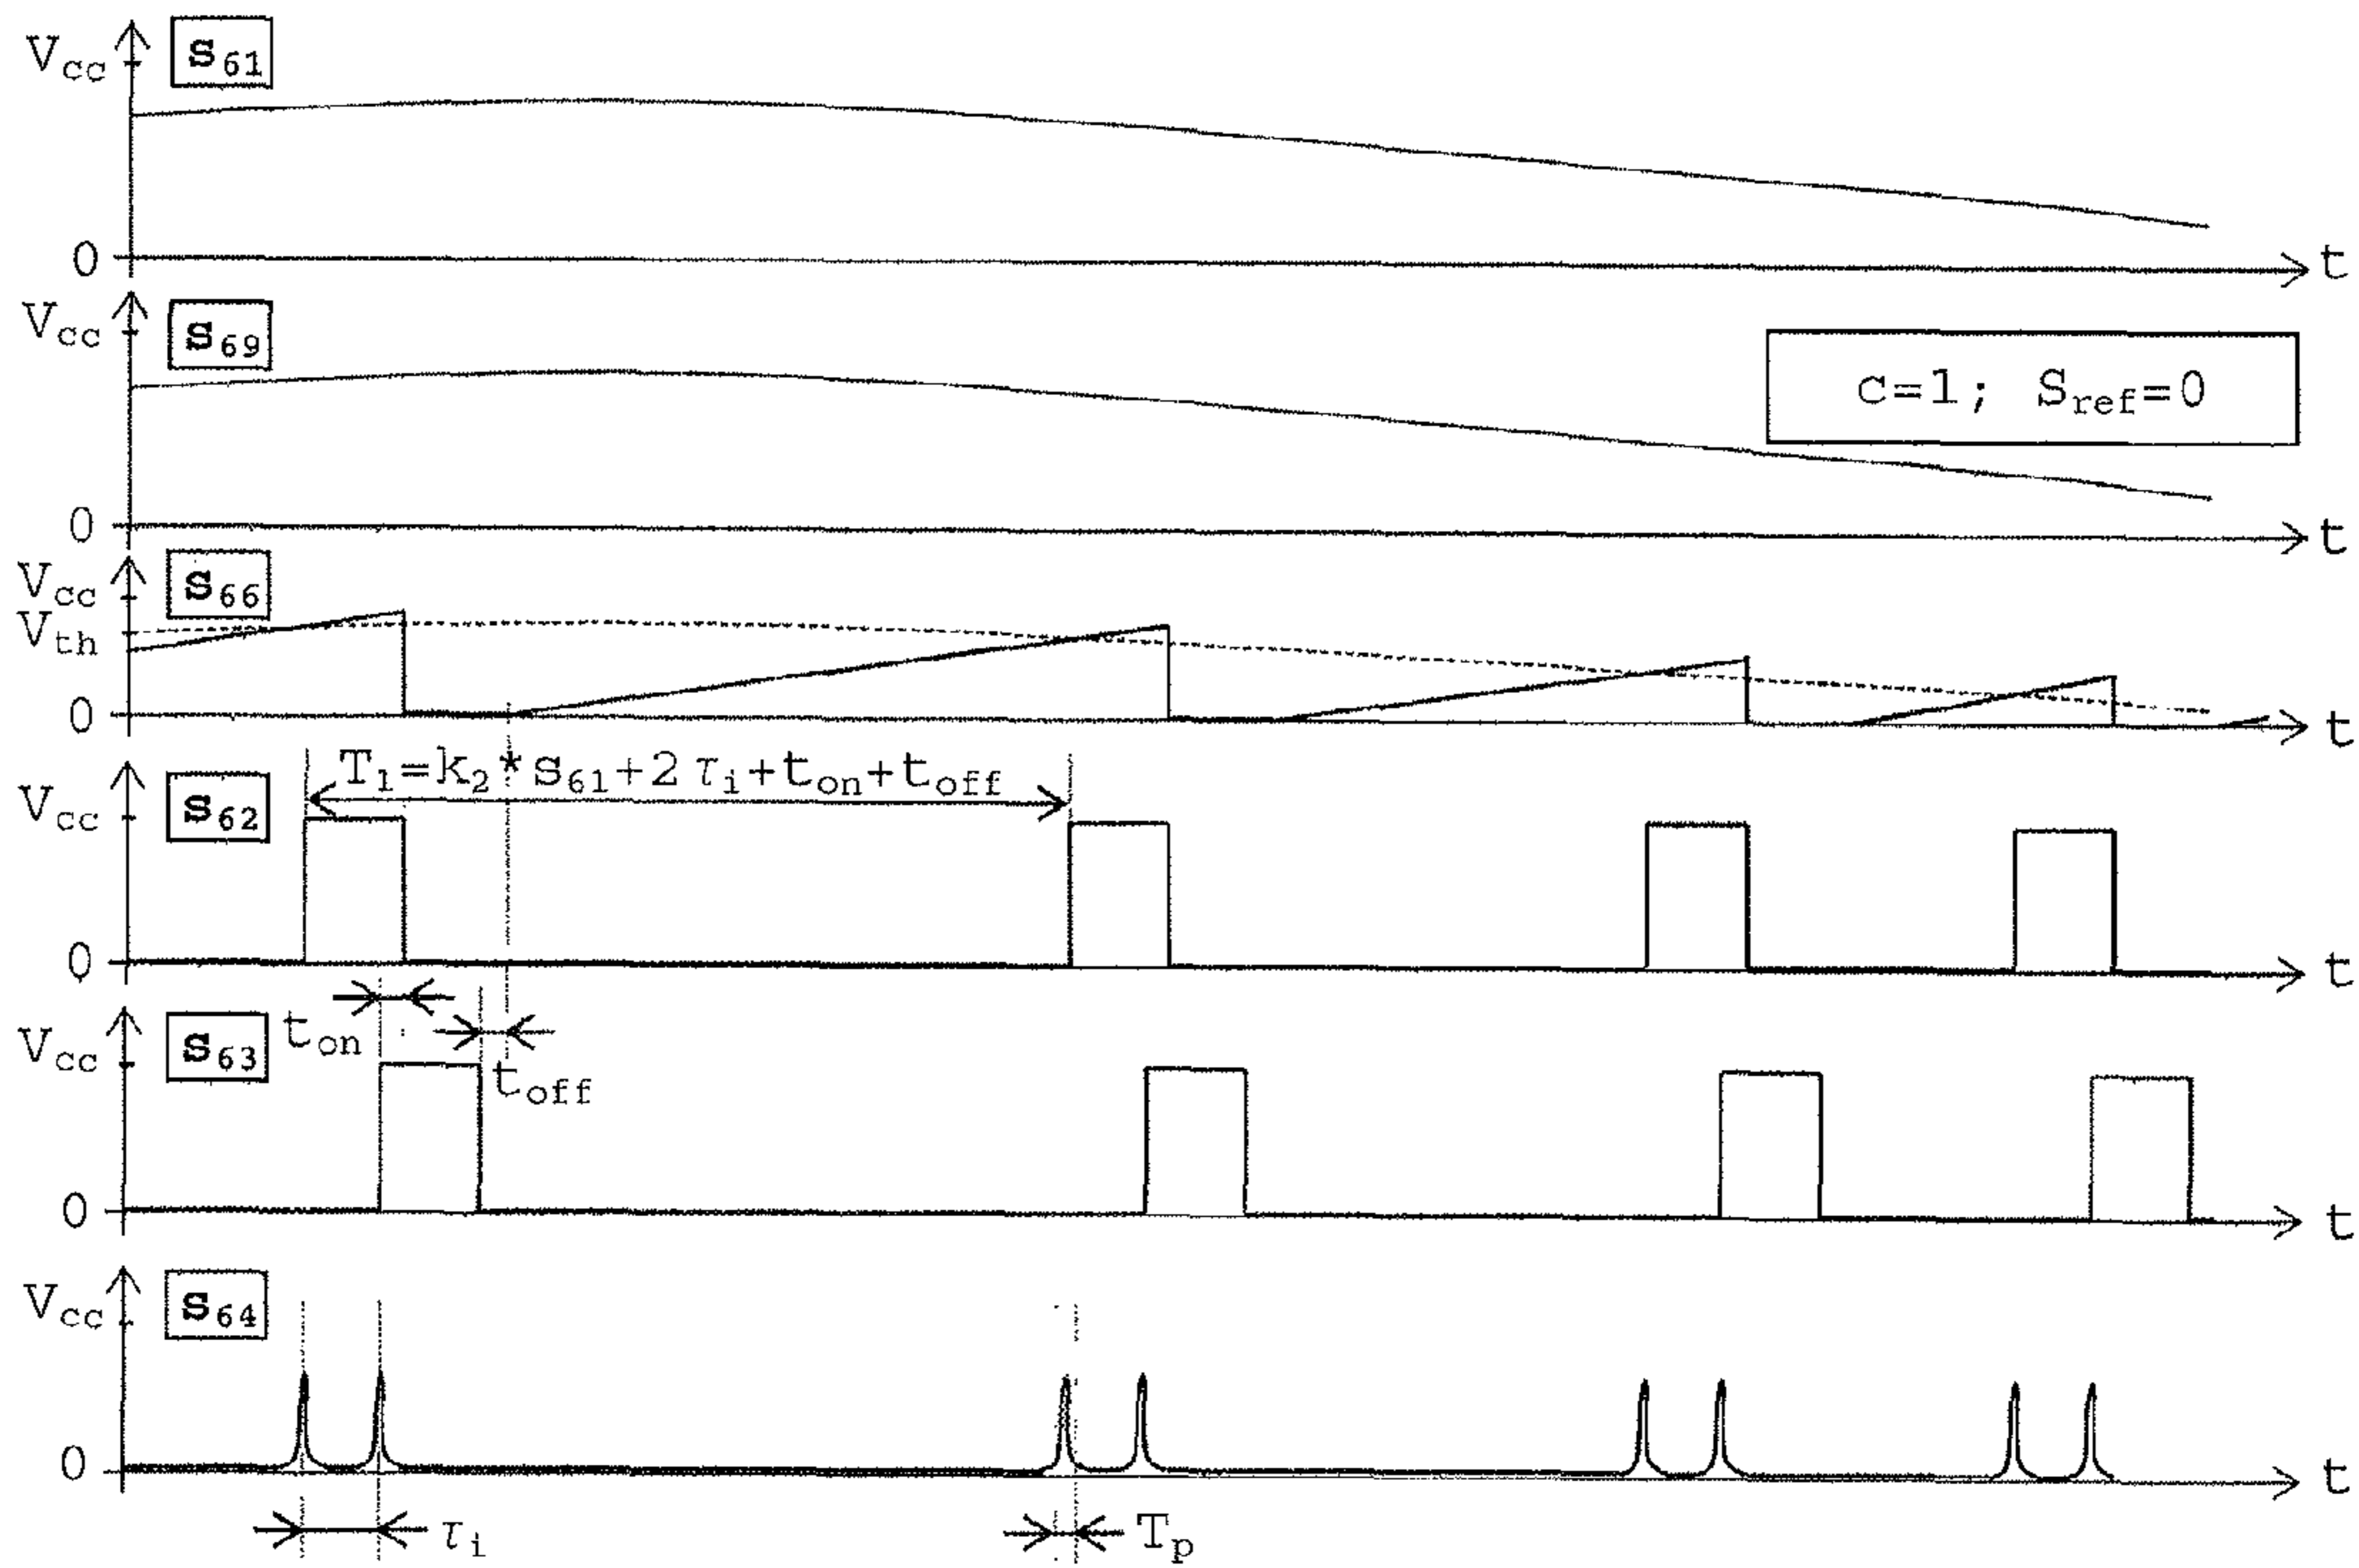 Vcc s61
0 t
Vcc s69
c=1; Sref=0
0 t
Vcc s66
Vth
0 t
T1=k2*s61+2τi+ton+toff
Vcc s62
0 t
ton
Vcc s63
toff
0 t
Vcc s64
0 t
τi Tp